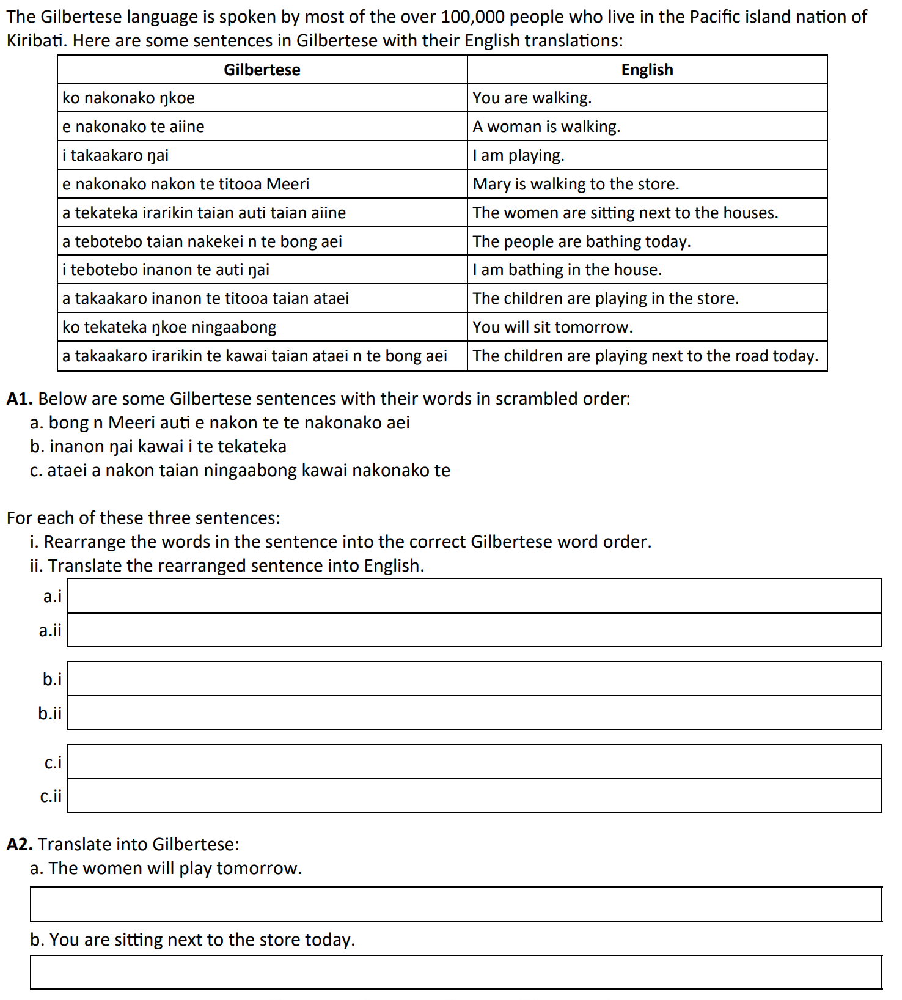 The Gilbertese language is spoken by most of the over 100,000 people who live in the Pacific island nation of
Kiribati. Here are some sentences in Gilbertese with their English translations:
Gilbertese English
ko nakonako ŋkoe You are walking.
e nakonako te aiine A woman is walking.
i takaakaro ŋai I am playing.
e nakonako nakon te titooa Meeri Mary is walking to the store.
a tekateka irarikin taian auti taian aiine The women are sitting next to the houses.
a tebotebo taian nakekei n te bong aei The people are bathing today.
i tebotebo inanon te auti ŋai I am bathing in the house.
a takaakaro inanon te titooa taian ataei The children are playing in the store.
ko tekateka ŋkoe ningaabong You will sit tomorrow.
a takaakaro irarikin te kawai taian ataei n te bong aei The children are playing next to the road today.
A1. Below are some Gilbertese sentences with their words in scrambled order:
a. bong n Meeri auti e nakon te te nakonako aei
b. inanon ŋai kawai i te tekateka
c. ataei a nakon taian ningaabong kawai nakonako te
For each of these three sentences:
i. Rearrange the words in the sentence into the correct Gilbertese word order.
ii. Translate the rearranged sentence into English.
a.i
a.ii
b.i
b.ii
c.i
c.ii
A2. Translate into Gilbertese:
a. The women will play tomorrow.
b. You are sitting next to the store today.